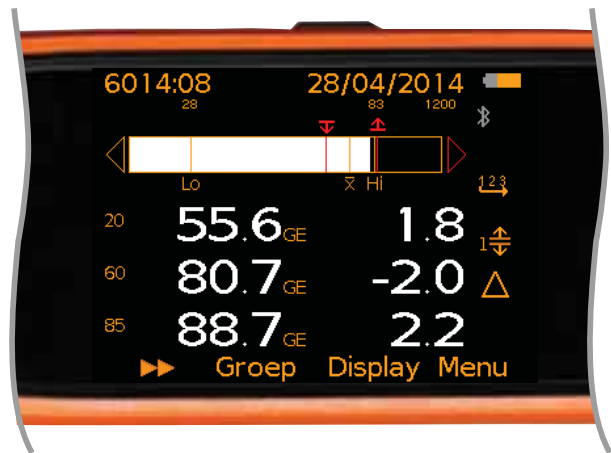 6014:08 28/04/2014
28 83 1200
Lo x̅ Hi
123
20 55.6GE 1.8
1
60 80.7GE -2.0
85 88.7GE 2.2
Groep Display Menu